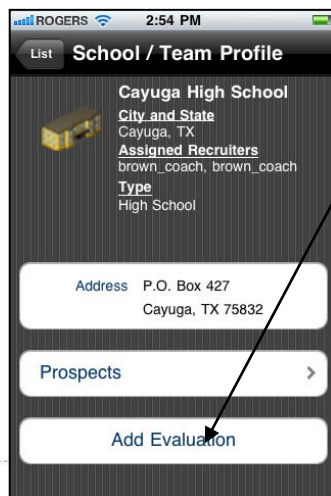 ROGERS 2:54 PM
List School / Team Profile
Cayuga High School
City and State
Cayuga, TX
Assigned Recruiters
brown_coach, brown_coach
Type
High School
Address P.O. Box 427
Cayuga, TX 75832
Prospects
Add Evaluation